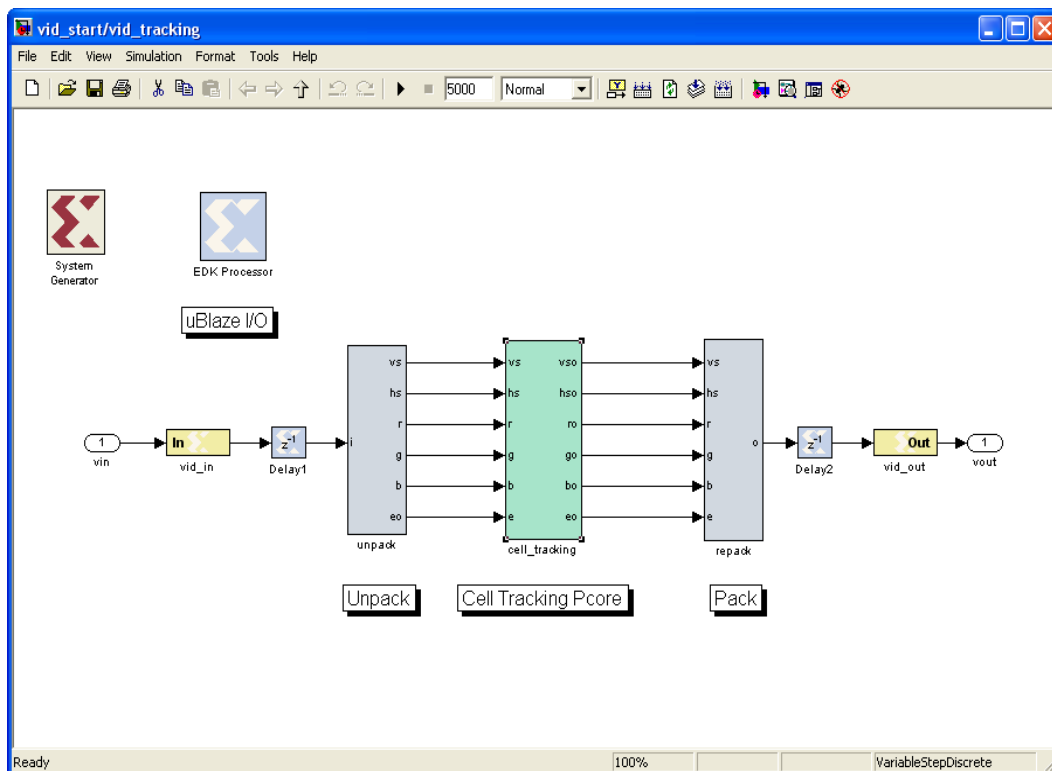 vid_start/vid_tracking
File Edit View Simulation Format Tools Help
5000 Normal
System
Generator
EDK Processor
uBlaze I/O
vs vs vso vs
hs hs hso hs
r r ro r
1 In z-1 i g g go g o z-1 Out 1
vin vid_in Delay1 b b bo b Delay2 vid_out vout
eo e eo e
unpack cell_tracking repack
Unpack Cell Tracking Pcore Pack
Ready 100% VariableStepDiscrete